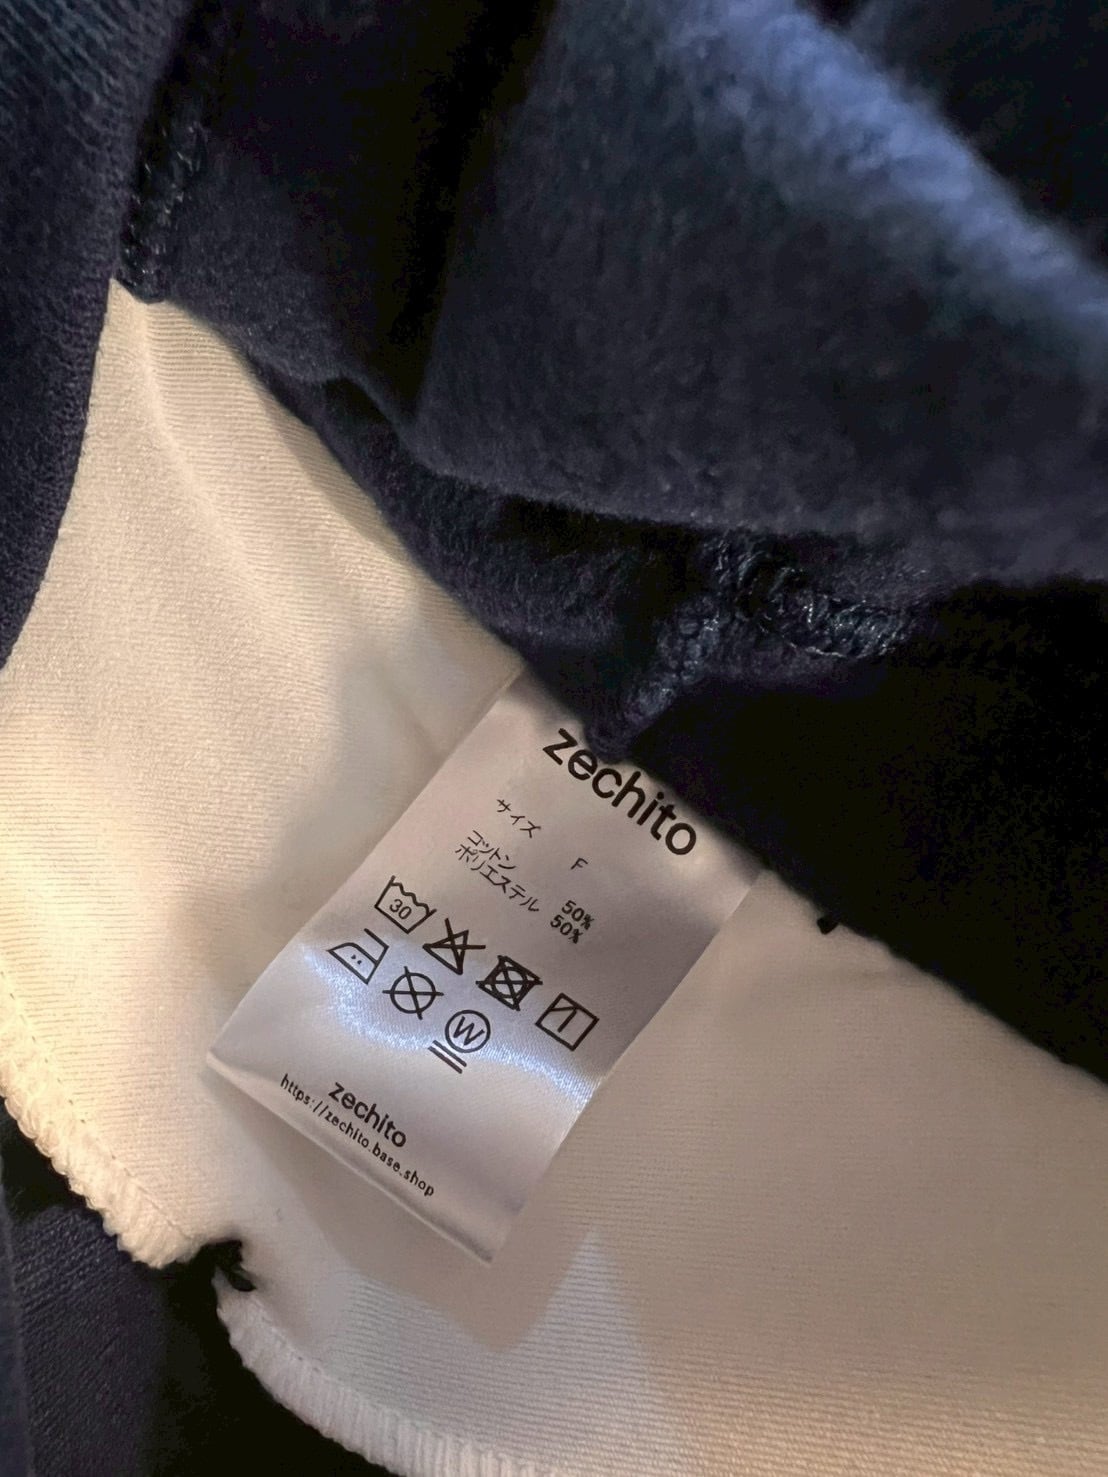 zechito
サイズ F
コットン 50%
ポリエステル 50%
30
W
zechito
https://zechito.base.shop